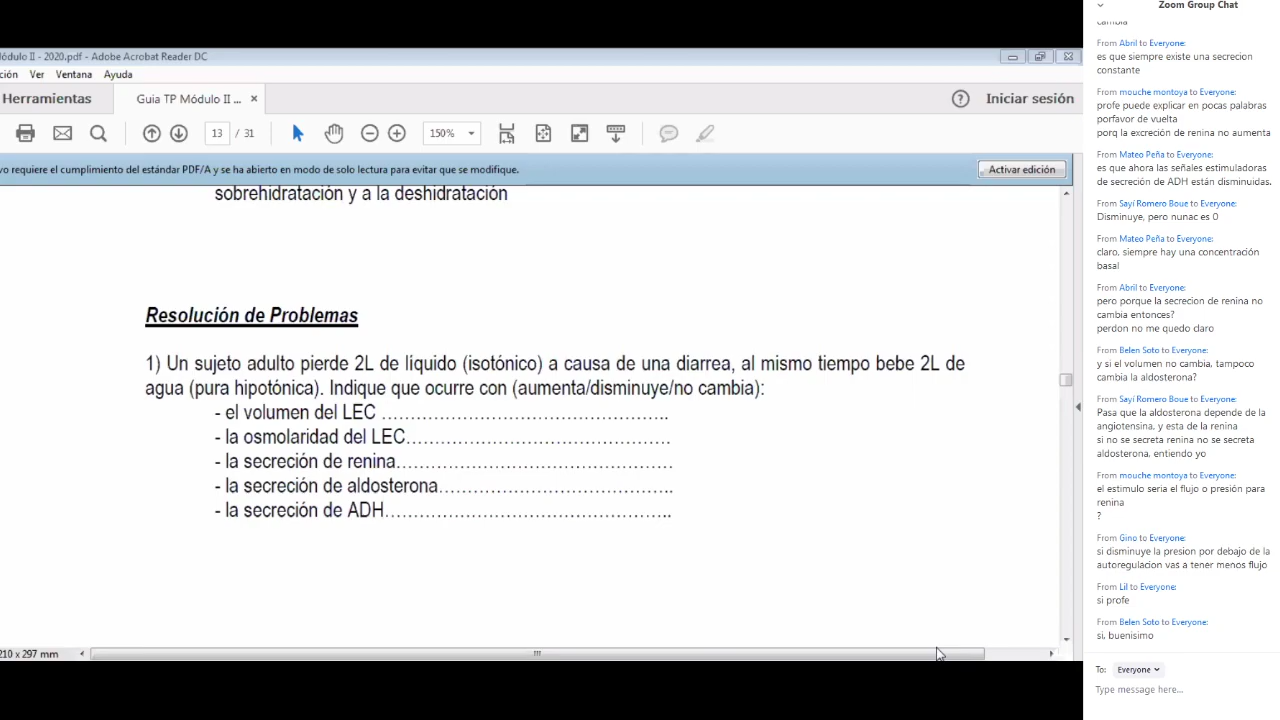 ódulo II - 2020.pdf - Adobe Acrobat Reader DC
ción Ver Ventana Ayuda
Herramientas Guia TP Módulo II ... × ? Iniciar sesión
13 / 31 150%
vo requiere el cumplimiento del estándar PDF/A y se ha abierto en modo de solo lectura para evitar que se modifique. Activar edición
sobrehidratación y a la deshidratación
Resolución de Problemas
1) Un sujeto adulto pierde 2L de líquido (isotónico) a causa de una diarrea, al mismo tiempo bebe 2L de
agua (pura hipotónica). Indique que ocurre con (aumenta/disminuye/no cambia):
- el volumen del LEC ……………………………………………..
- la osmolaridad del LEC…………………………………………
- la secreción de renina……………………………………………
- la secreción de aldosterona……………………………………..
- la secreción de ADH……………………………………………..
210 x 297 mm
Zoom Group Chat
cambia
From Abril to Everyone:
es que siempre existe una secrecion
constante
From mouche montoya to Everyone:
profe puede explicar en pocas palabras
porfavor de vuelta
porq la excreción de renina no aumenta
From Mateo Peña to Everyone:
es que ahora las señales estimuladoras
de secreción de ADH están disminuidas.
From Sayí Romero Boue to Everyone:
Disminuye, pero nunac es 0
From Mateo Peña to Everyone:
claro, siempre hay una concentración
basal
From Abril to Everyone:
pero porque la secrecion de renina no
cambia entonces?
perdon no me quedo claro
From Belen Soto to Everyone:
y si el volumen no cambia, tampoco
cambia la aldosterona?
From Sayí Romero Boue to Everyone:
Pasa que la aldosterona depende de la
angiotensina, y esta de la renina
si no se secreta renina no se secreta
aldosterona, entiendo yo
From mouche montoya to Everyone:
el estimulo seria el flujo o presión para
renina
?
From Gino to Everyone:
si disminuye la presion por debajo de la
autoregulacion vas a tener menos flujo
From Lil to Everyone:
si profe
From Belen Soto to Everyone:
si, buenisimo
To: Everyone
Type message here...